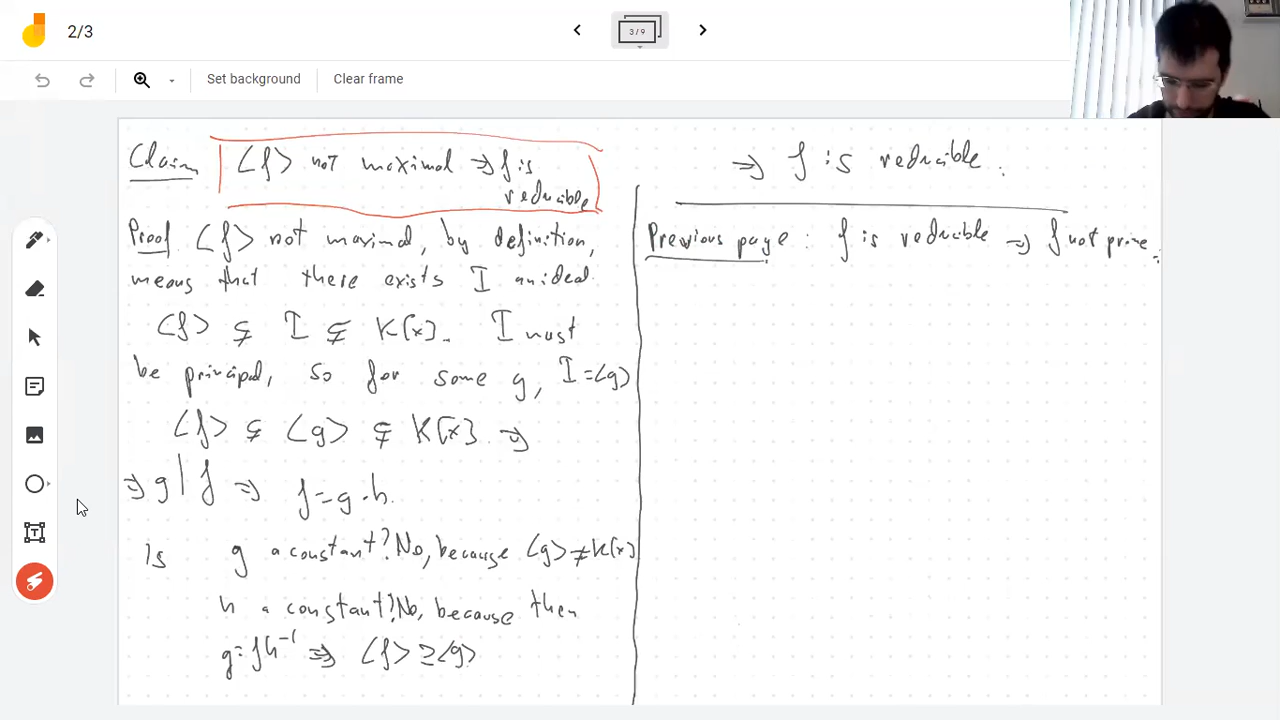 2/3
3 / 9
Set background
Clear frame
Claim ⟨f⟩ not maximal ⇒ f is
reducible
Proof ⟨f⟩ not maximal, by definition,
means that there exists I an ideal
⟨f⟩ ⊊ I ⊊ K[x]. I must
be principal, so for some g, I = ⟨g⟩
⟨f⟩ ⊊ ⟨g⟩ ⊊ K[x] ⇒
⇒ g | f ⇒ f = g · h.
Is g a constant? No, because ⟨g⟩ ≠ K[x]
h a constant? No, because then
g = fh⁻¹ ⇒ ⟨f⟩ ⊇ ⟨g⟩
⇒ f is reducible.
Previous page: f is reducible ⇒ f not prime.